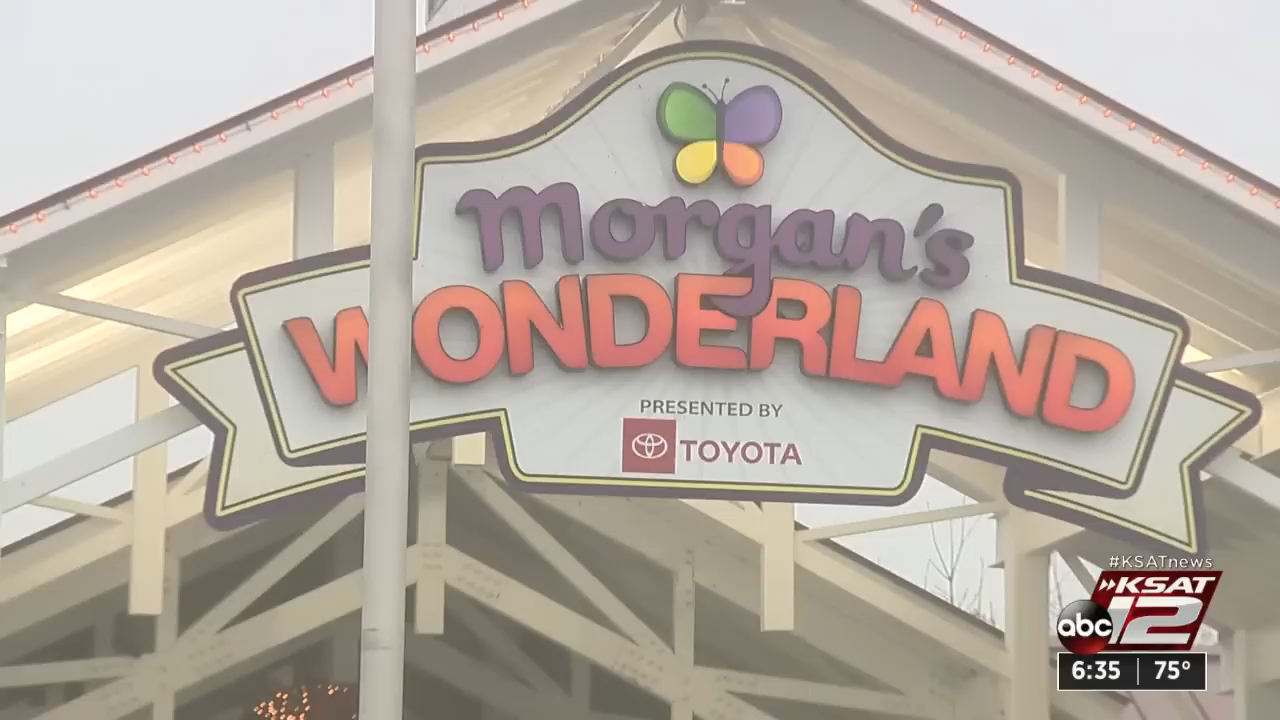 Morgan's
WONDERLAND
PRESENTED BY
TOYOTA
#KSATnews
KSAT
abc 12
6:35 75°